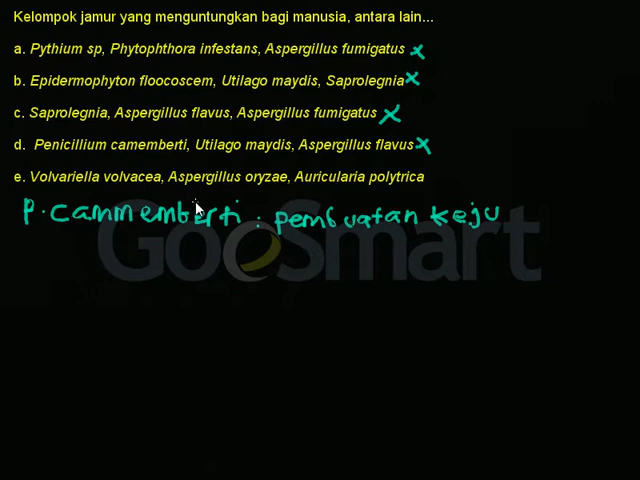 Kelompok jamur yang menguntungkan bagi manusia, antara lain...
a. Pythium sp, Phytophthora infestans, Aspergillus fumigatus x
b. Epidermophyton floocoscem, Utilago maydis, Saprolegnia x
c. Saprolegnia, Aspergillus flavus, Aspergillus fumigatus x
d. Penicillium camemberti, Utilago maydis, Aspergillus flavus x
e. Volvariella volvacea, Aspergillus oryzae, Auricularia polytrica
P. cammemberti : pembuatan keju
GooSmart